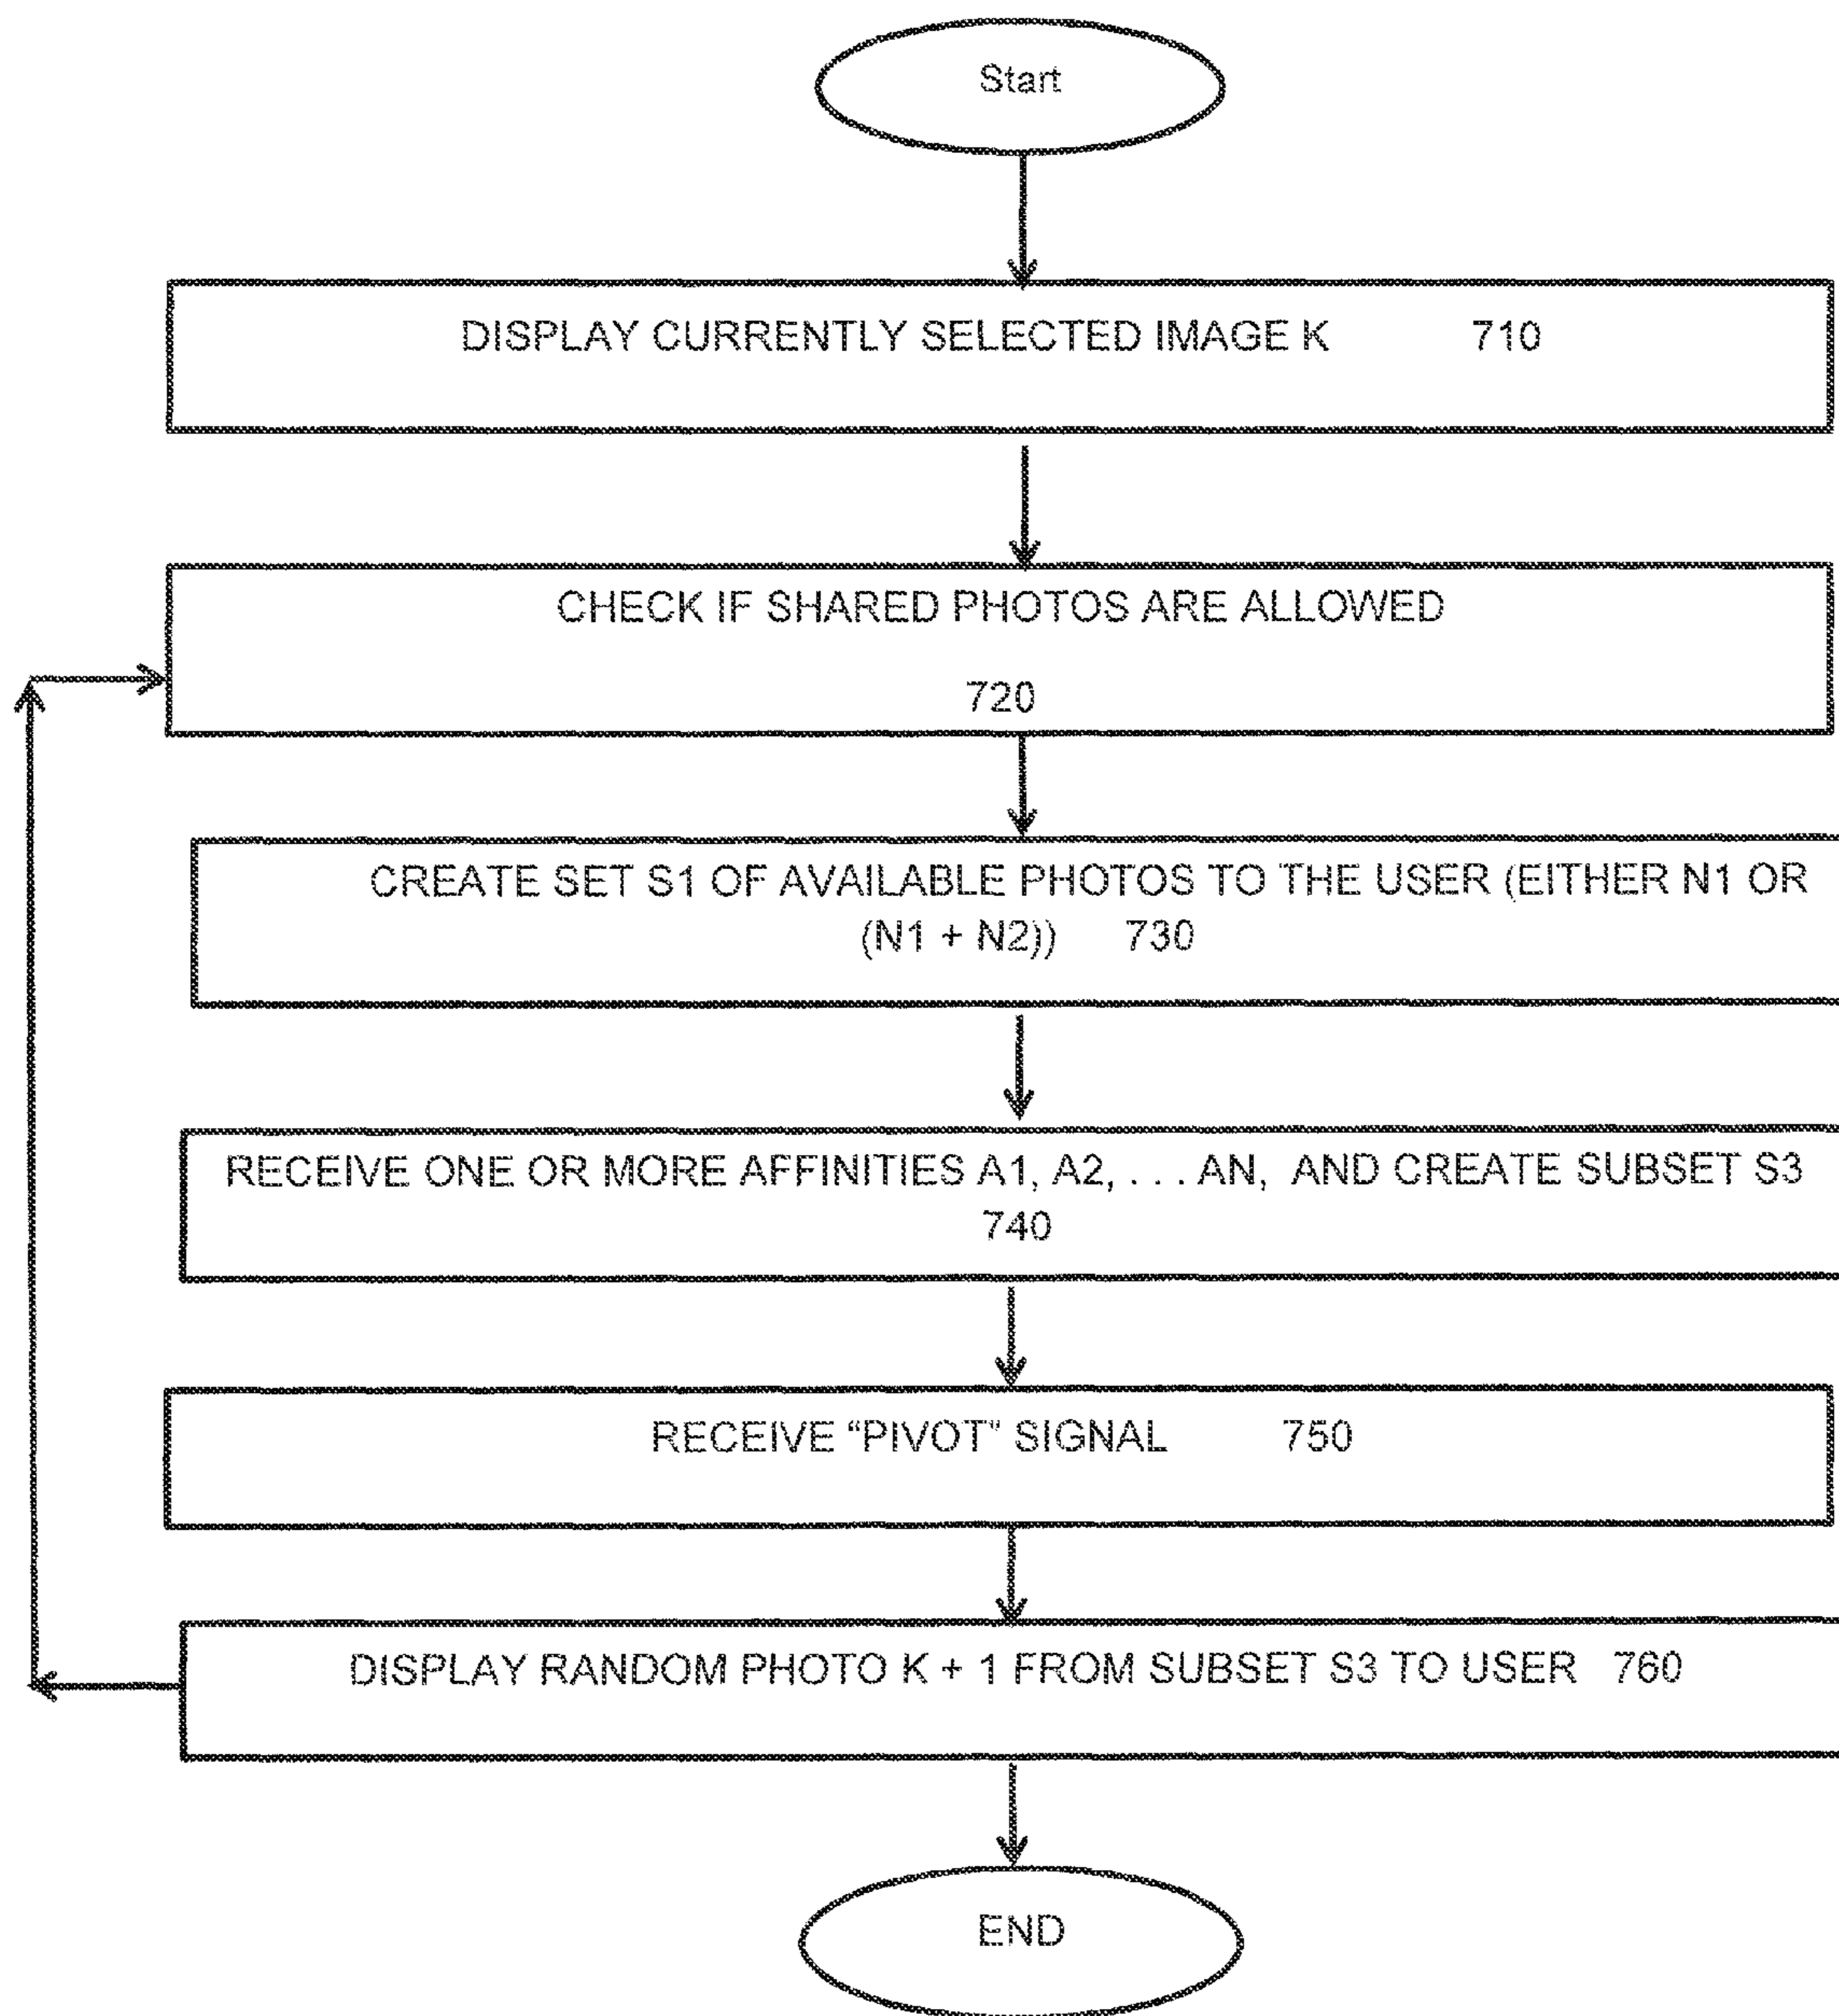 Start
DISPLAY CURRENTLY SELECTED IMAGE K 710
CHECK IF SHARED PHOTOS ARE ALLOWED
720
CREATE SET S1 OF AVAILABLE PHOTOS TO THE USER (EITHER N1 OR
(N1 + N2)) 730
RECEIVE ONE OR MORE AFFINITIES A1, A2, . . . AN, AND CREATE SUBSET S3
740
RECEIVE “PIVOT” SIGNAL 750
DISPLAY RANDOM PHOTO K + 1 FROM SUBSET S3 TO USER 760
END